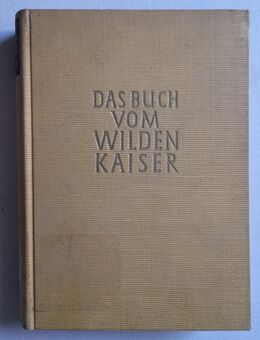 DAS BUCH
VOM
WILDEN
KAISER